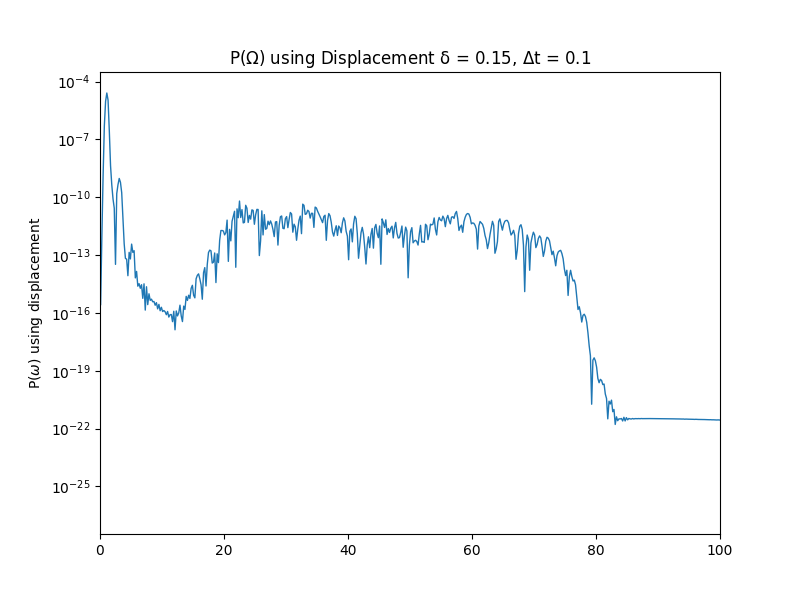 P(Ω) using Displacement δ = 0.15, Δt = 0.1
P(ω) using displacement
10⁻⁴
10⁻⁷
10⁻¹⁰
10⁻¹³
10⁻¹⁶
10⁻¹⁹
10⁻²²
10⁻²⁵
0 20 40 60 80 100